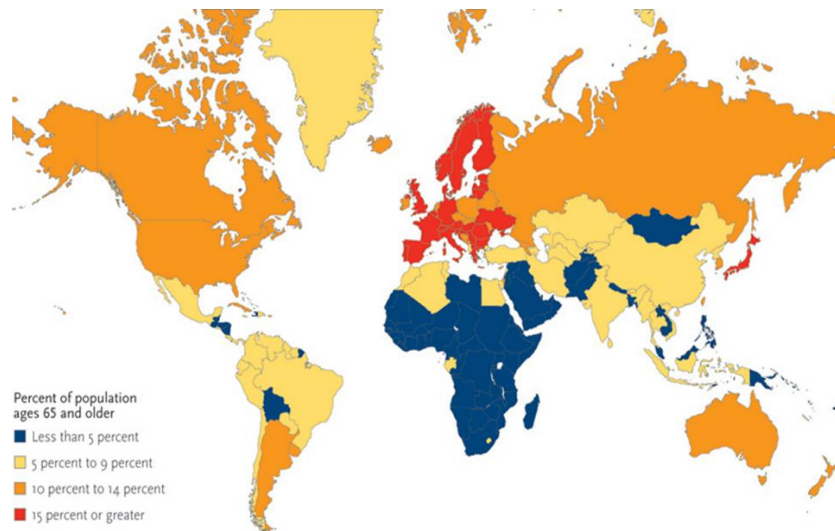 Percent of population
ages 65 and older
Less than 5 percent
5 percent to 9 percent
10 percent to 14 percent
15 percent or greater